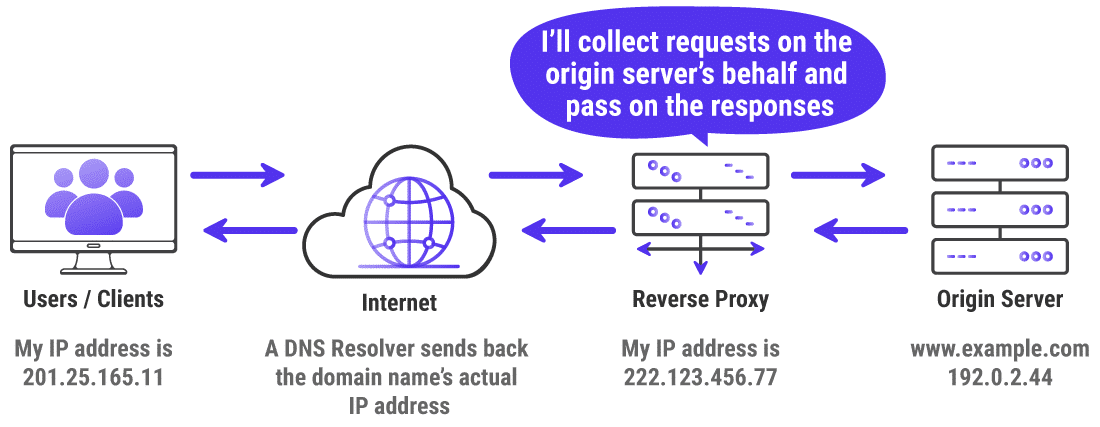 I'll collect requests on the
origin server's behalf and
pass on the responses
Users / Clients
My IP address is
201.25.165.11
Internet
A DNS Resolver sends back
the domain name's actual
IP address
Reverse Proxy
My IP address is
222.123.456.77
Origin Server
www.example.com
192.0.2.44